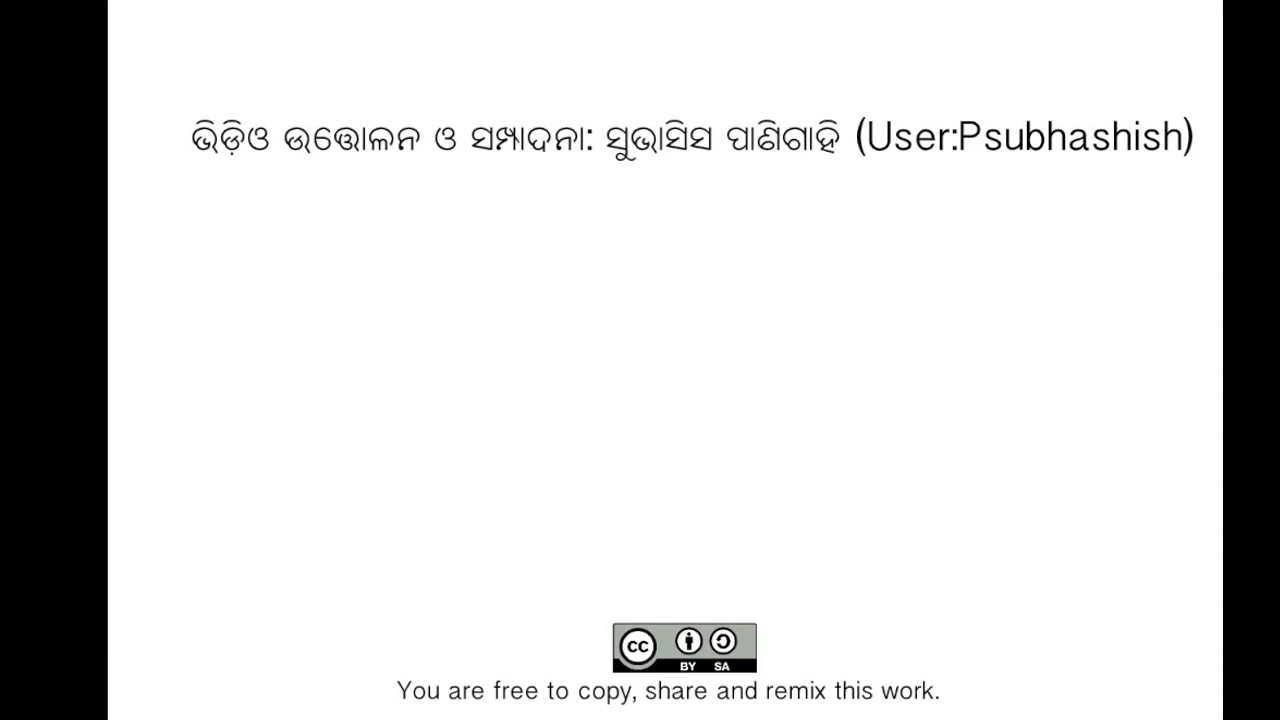 ଭିଡ଼ିଓ ଉତ୍ତୋଳନ ଓ ସମ୍ପାଦନା: ସୁଭାସିସ ପାଣିଗାହି (User:Psubhashish)
cc BY SA
You are free to copy, share and remix this work.